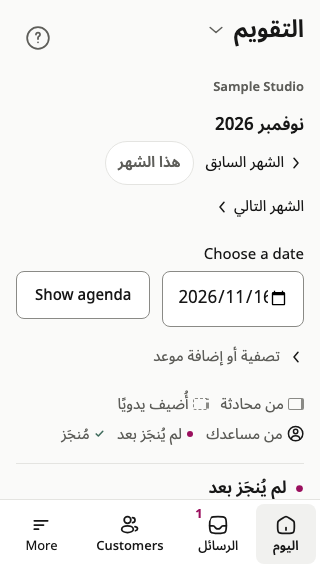 التقويم
Sample Studio
نوفمبر 2026
الشهر السابق هذا الشهر
الشهر التالي
Choose a date
2026/11/16 Show agenda
تصفية أو إضافة موعد
من محادثة أُضيف يدويًا
من مساعدك لم يُنجَز بعد مُنجَز
لم يُنجَز بعد
اليوم الرسائل 1 Customers More